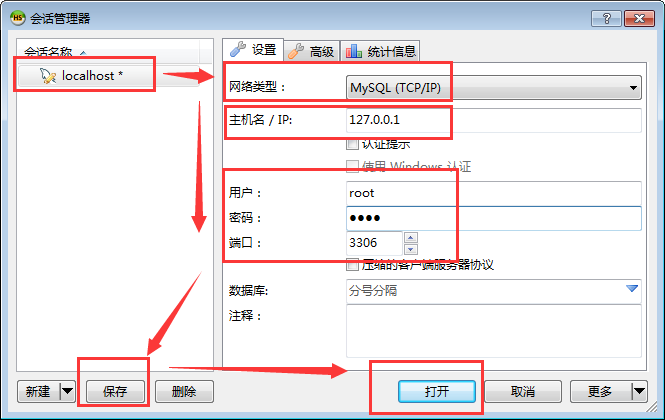 HS 会话管理器
会话名称
localhost *
设置 高级 统计信息
网络类型： MySQL (TCP/IP)
主机名 / IP: 127.0.0.1
认证提示
使用 Windows 认证
用户： root
密码： ●●●●
端口： 3306
压缩的客户端服务器协议
数据库: 分号分隔
注释：
新建 保存 删除 打开 取消 更多